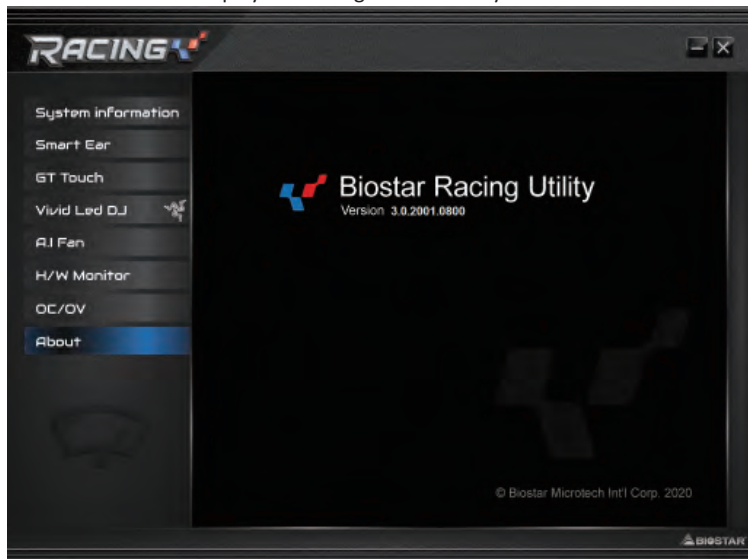 RACING
System information
Smart Ear
GT Touch
Vivid Led DJ
A.I Fan
H/W Monitor
OC/OV
About
Biostar Racing Utility
Version 3.0.2001.0800
© Biostar Microtech Int'l Corp. 2020
BIOSTAR